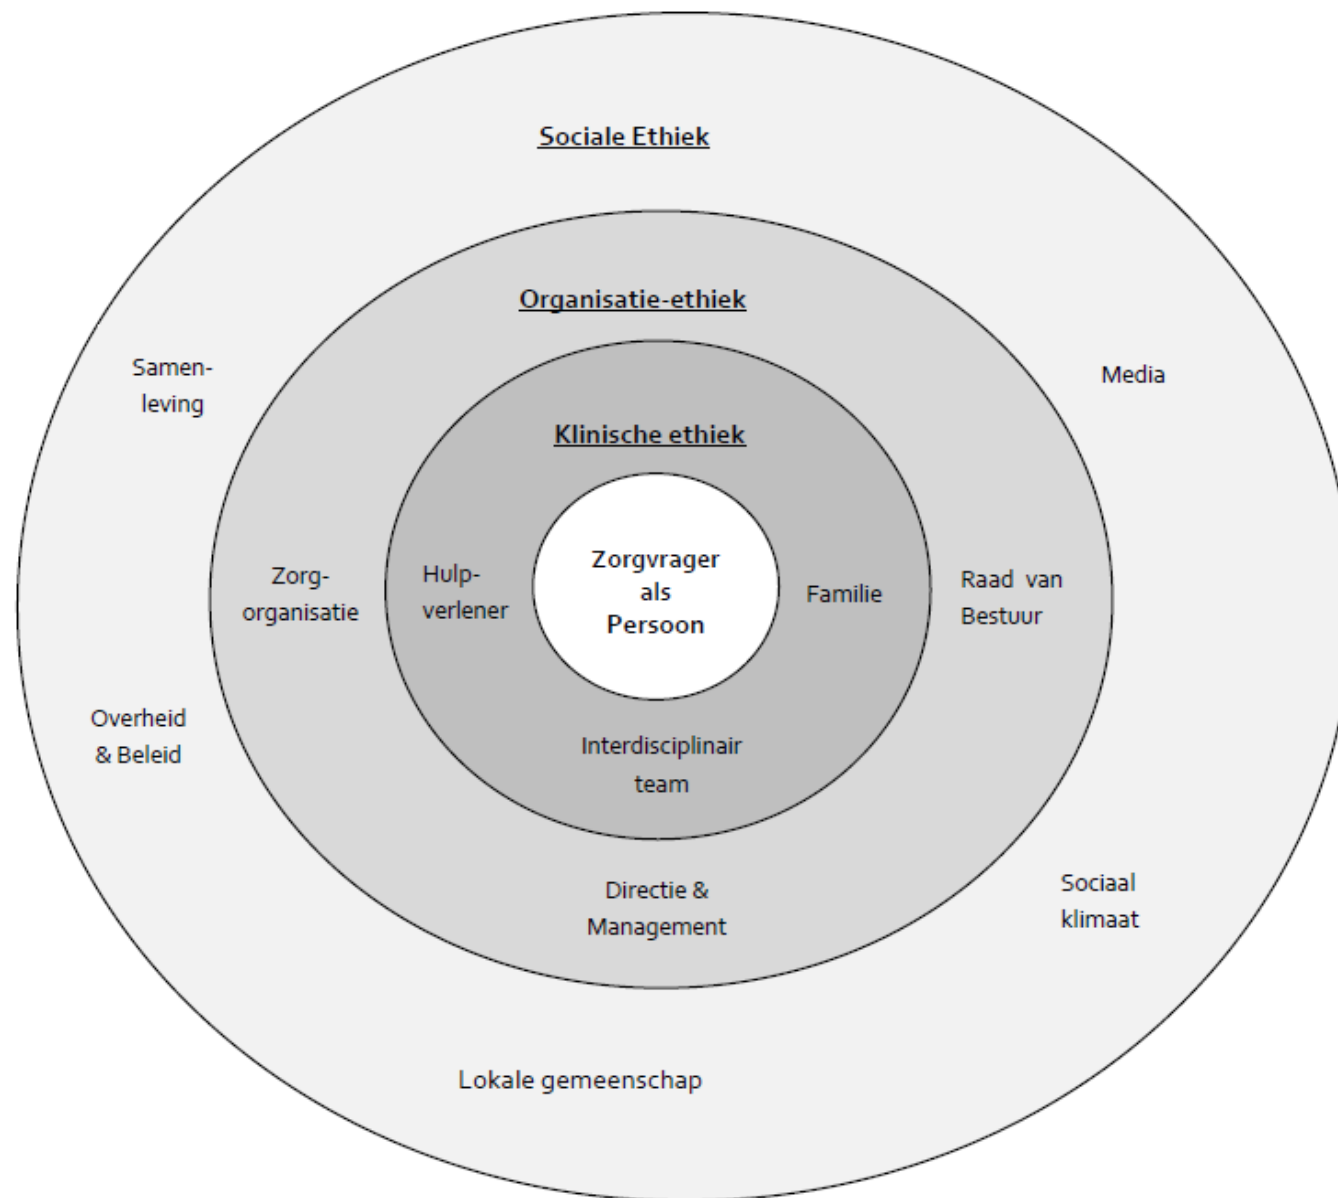 Sociale Ethiek
Organisatie-ethiek
Samen-
leving
Media
Klinische ethiek
Zorg-
organisatie
Hulp-
verlener
Zorgvrager
als
Persoon
Familie
Raad van
Bestuur
Overheid
& Beleid
Interdisciplinair
team
Directie &
Management
Sociaal
klimaat
Lokale gemeenschap